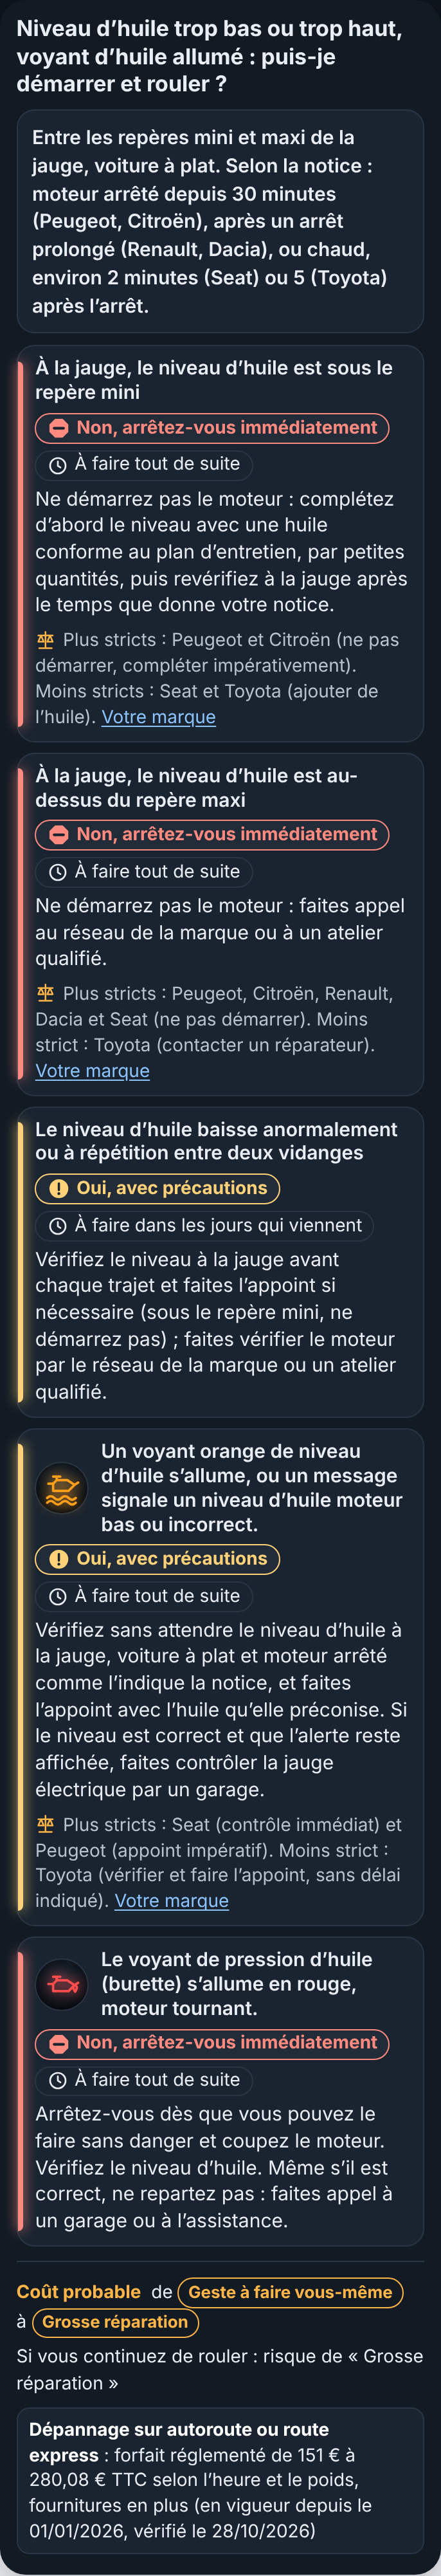 Niveau d’huile trop bas ou trop haut,
voyant d’huile allumé : puis-je
démarrer et rouler ?
Entre les repères mini et maxi de la
jauge, voiture à plat. Selon la notice :
moteur arrêté depuis 30 minutes
(Peugeot, Citroën), après un arrêt
prolongé (Renault, Dacia), ou chaud,
environ 2 minutes (Seat) ou 5 (Toyota)
après l’arrêt.
À la jauge, le niveau d’huile est sous le
repère mini
Non, arrêtez-vous immédiatement
À faire tout de suite
Ne démarrez pas le moteur : complétez
d’abord le niveau avec une huile
conforme au plan d’entretien, par petites
quantités, puis revérifiez à la jauge après
le temps que donne votre notice.
Plus stricts : Peugeot et Citroën (ne pas
démarrer, compléter impérativement).
Moins stricts : Seat et Toyota (ajouter de
l’huile). Votre marque
À la jauge, le niveau d’huile est au-
dessus du repère maxi
Non, arrêtez-vous immédiatement
À faire tout de suite
Ne démarrez pas le moteur : faites appel
au réseau de la marque ou à un atelier
qualifié.
Plus stricts : Peugeot, Citroën, Renault,
Dacia et Seat (ne pas démarrer). Moins
strict : Toyota (contacter un réparateur).
Votre marque
Le niveau d’huile baisse anormalement
ou à répétition entre deux vidanges
Oui, avec précautions
À faire dans les jours qui viennent
Vérifiez le niveau à la jauge avant
chaque trajet et faites l’appoint si
nécessaire (sous le repère mini, ne
démarrez pas) ; faites vérifier le moteur
par le réseau de la marque ou un atelier
qualifié.
Un voyant orange de niveau
d’huile s’allume, ou un message
signale un niveau d’huile moteur
bas ou incorrect.
Oui, avec précautions
À faire tout de suite
Vérifiez sans attendre le niveau d’huile à
la jauge, voiture à plat et moteur arrêté
comme l’indique la notice, et faites
l’appoint avec l’huile qu’elle préconise. Si
le niveau est correct et que l’alerte reste
affichée, faites contrôler la jauge
électrique par un garage.
Plus stricts : Seat (contrôle immédiat) et
Peugeot (appoint impératif). Moins strict :
Toyota (vérifier et faire l’appoint, sans délai
indiqué). Votre marque
Le voyant de pression d’huile
(burette) s’allume en rouge,
moteur tournant.
Non, arrêtez-vous immédiatement
À faire tout de suite
Arrêtez-vous dès que vous pouvez le
faire sans danger et coupez le moteur.
Vérifiez le niveau d’huile. Même s’il est
correct, ne repartez pas : faites appel à
un garage ou à l’assistance.
Coût probable de Geste à faire vous-même
à Grosse réparation
Si vous continuez de rouler : risque de « Grosse
réparation »
Dépannage sur autoroute ou route
express : forfait réglementé de 151 € à
280,08 € TTC selon l’heure et le poids,
fournitures en plus (en vigueur depuis le
01/01/2026, vérifié le 28/10/2026)